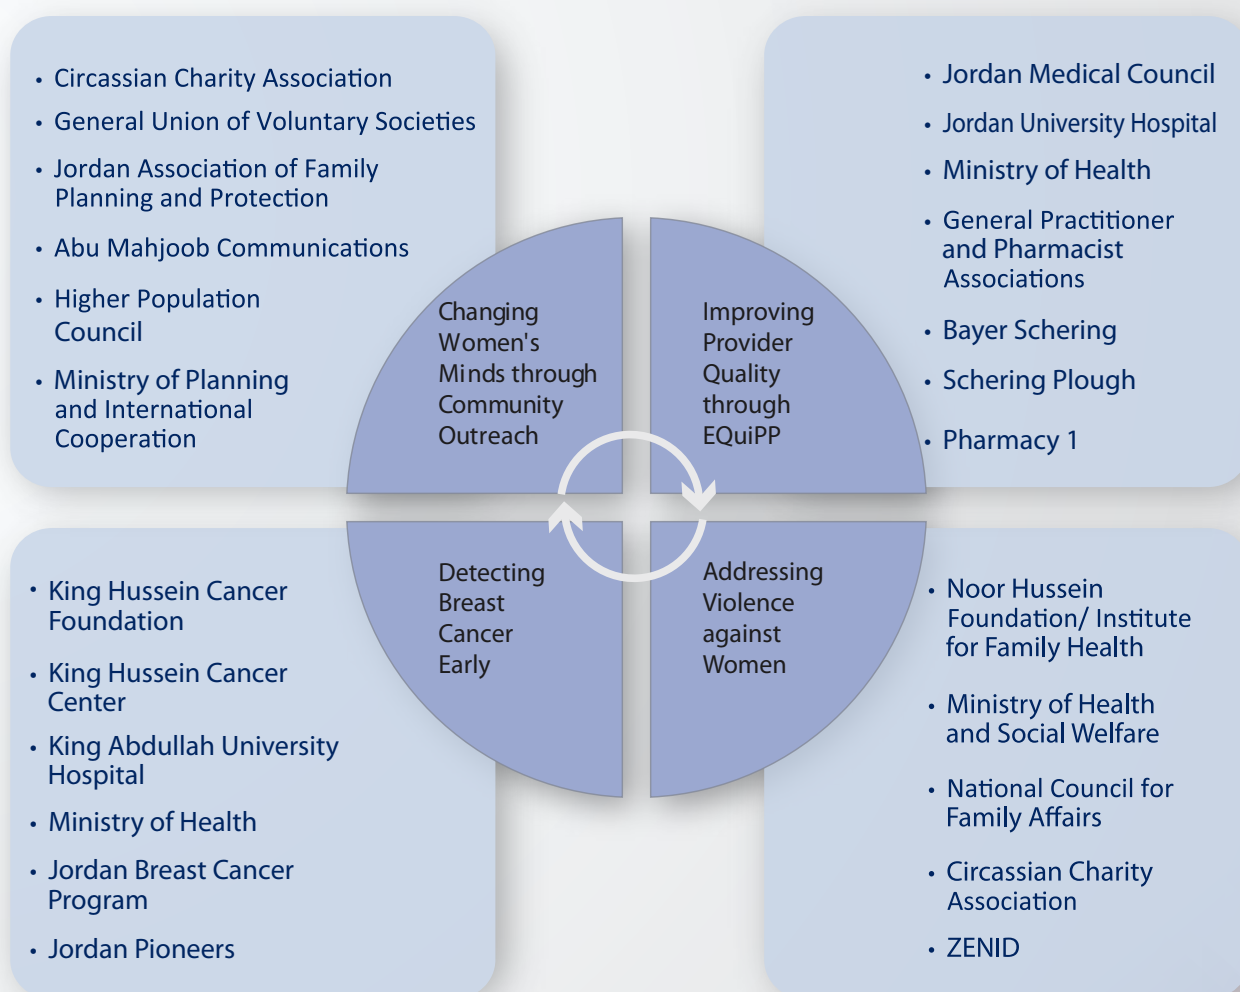 • Circassian Charity Association
• General Union of Voluntary Societies
• Jordan Association of Family
Planning and Protection
• Abu Mahjoob Communications
• Higher Population
Council
• Ministry of Planning
and International
Cooperation
• Jordan Medical Council
• Jordan University Hospital
• Ministry of Health
• General Practitioner
and Pharmacist
Associations
• Bayer Schering
• Schering Plough
• Pharmacy 1
Changing
Women's
Minds through
Community
Outreach
Improving
Provider
Quality
through
EQuiPP
Detecting
Breast
Cancer
Early
Addressing
Violence
against
Women
• King Hussein Cancer
Foundation
• King Hussein Cancer
Center
• King Abdullah University
Hospital
• Ministry of Health
• Jordan Breast Cancer
Program
• Jordan Pioneers
• Noor Hussein
Foundation/ Institute
for Family Health
• Ministry of Health
and Social Welfare
• National Council for
Family Affairs
• Circassian Charity
Association
• ZENID